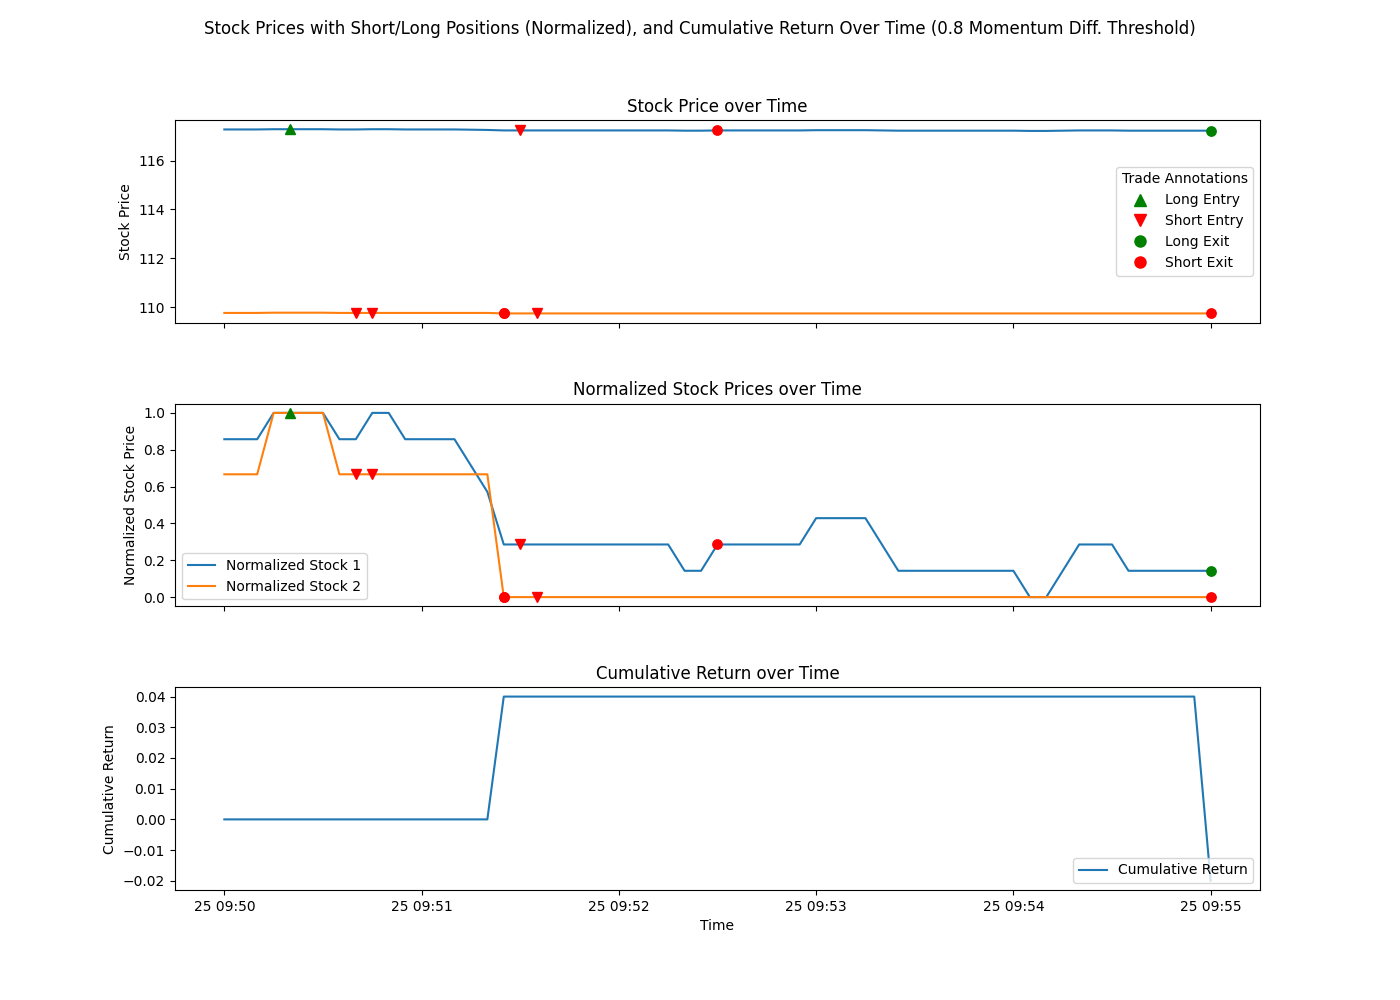 Stock Prices with Short/Long Positions (Normalized), and Cumulative Return Over Time (0.8 Momentum Diff. Threshold)
Stock Price over Time
Stock Price
116
114
112
110
Trade Annotations
Long Entry
Short Entry
Long Exit
Short Exit
Normalized Stock Prices over Time
Normalized Stock Price
1.0
0.8
0.6
0.4
0.2
0.0
Normalized Stock 1
Normalized Stock 2
Cumulative Return over Time
Cumulative Return
0.04
0.03
0.02
0.01
0.00
−0.01
−0.02
Cumulative Return
25 09:50
25 09:51
25 09:52
25 09:53
25 09:54
25 09:55
Time